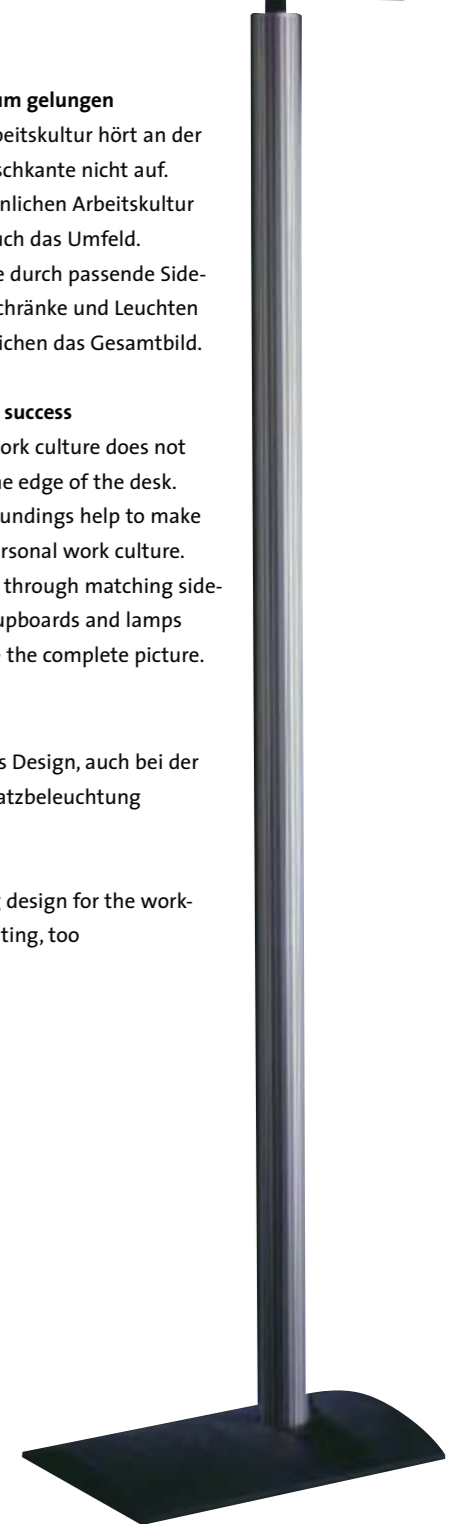 um gelungen
beitskultur hört an der
schkante nicht auf.
nlichen Arbeitskultur
uch das Umfeld.
e durch passende Side-
chränke und Leuchten
ichen das Gesamtbild.
success
ork culture does not
e edge of the desk.
undings help to make
ersonal work culture.
through matching side-
upboards and lamps
the complete picture.
s Design, auch bei der
atzbeleuchtung
design for the work-
ting, too